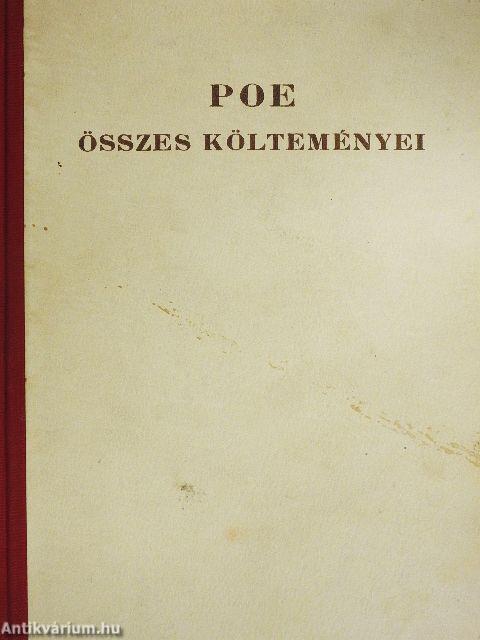 POE
ÖSSZES KÖLTEMÉNYEI
Antikvárium.hu